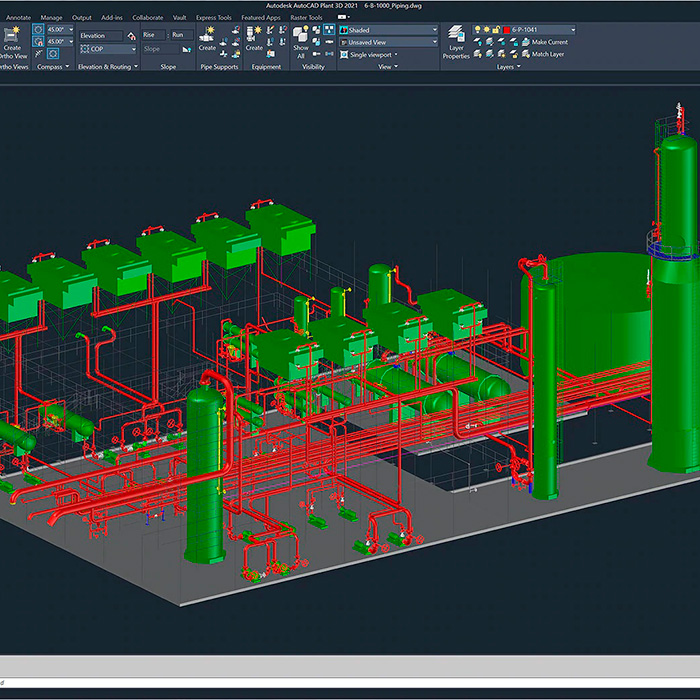 Autodesk AutoCAD Plant 3D 2021   6-B-1000_Piping.dwg
Annotate   Manage   Output   Add-ins   Collaborate   Vault   Express Tools   Featured Apps   Raster Tools
45.00°   Elevation   Rise   Run   Shaded   6-P-1041
Create   45.00°   COP   Slope   Create   Create   Show   Unsaved View   Layer   Make Current
Ortho View   All   Single viewport   Properties   Match Layer
Ortho Views   Compass   Elevation & Routing   Slope   Pipe Supports   Equipment   Visibility   View   Layers